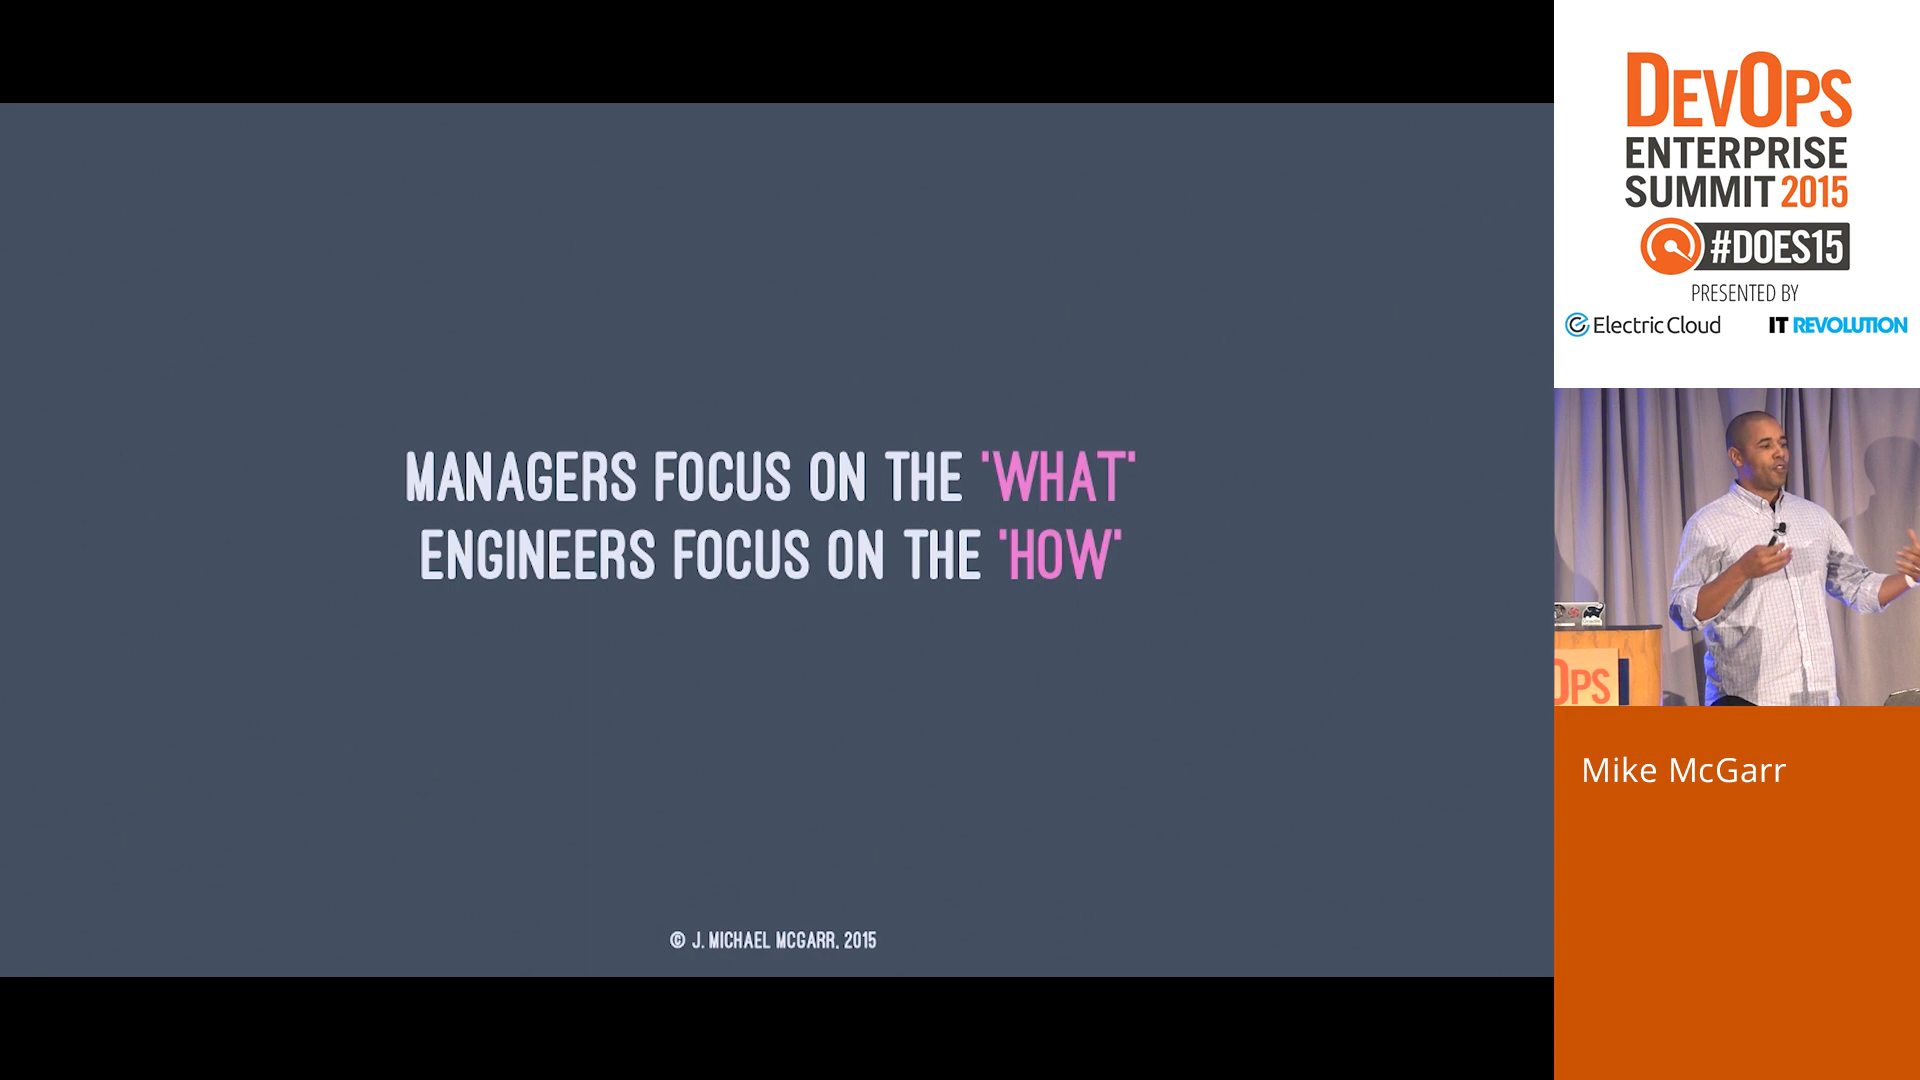 MANAGERS FOCUS ON THE 'WHAT'
ENGINEERS FOCUS ON THE 'HOW'
© J. MICHAEL MCGARR, 2015
DEVOPS
ENTERPRISE
SUMMIT 2015
#DOES15
PRESENTED BY
Electric Cloud
IT REVOLUTION
OPS
Mike McGarr